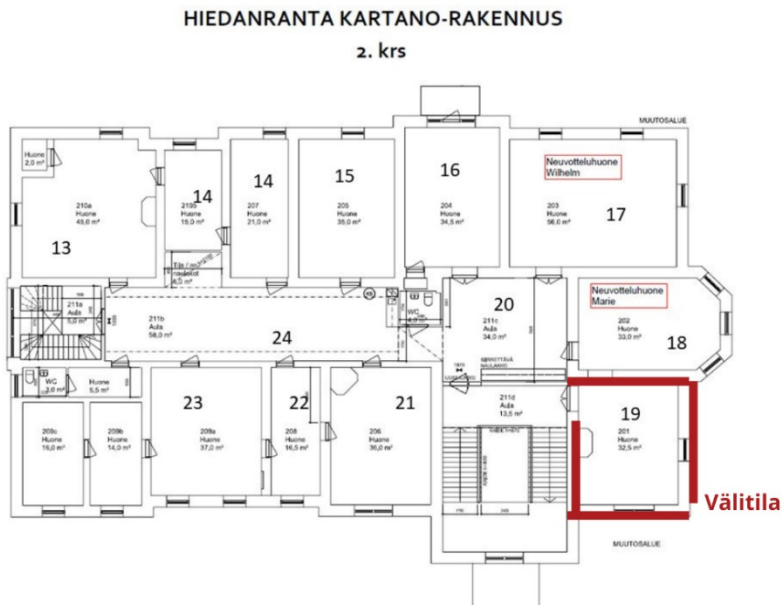 HIEDANRANTA KARTANO-RAKENNUS
2. krs
MUUTOSALUE
Huone
2,0 m²
210a
Huone
49,0 m²
13
14
Huone
15,0 m²
14
207
Huone
21,0 m²
15
205
Huone
35,0 m²
16
204
Huone
34,5 m²
Neuvotteluhuone
Wilhelm
203
Huone
56,0 m²
17
211a
Aula
5,0 m²
211b
Aula
58,0 m²
24
WC
20
211c
Aula
34,0 m²
Neuvotteluhuone
Marie
202
Huone
33,0 m²
18
WC
Huone
5,5 m²
209c
Huone
16,0 m²
209b
Huone
14,0 m²
23
209a
Huone
37,0 m²
22
208
Huone
16,5 m²
21
206
Huone
36,0 m²
211d
Aula
13,5 m²
19
201
Huone
32,5 m²
Välitila
MUUTOSALUE